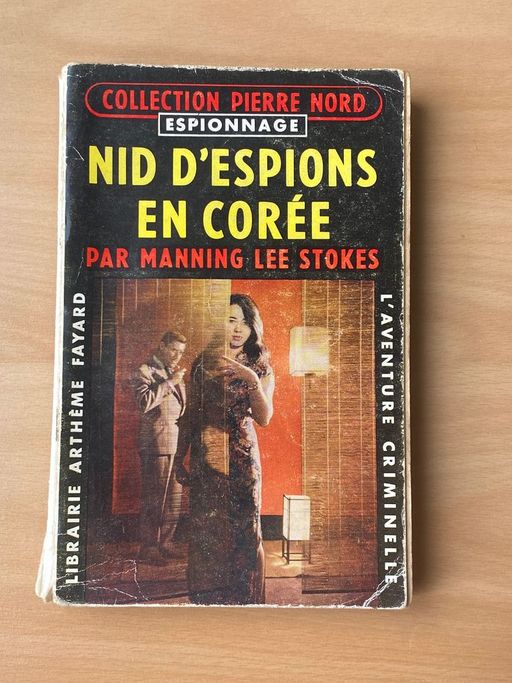 COLLECTION PIERRE NORD
ESPIONNAGE
NID D'ESPIONS
EN CORÉE
PAR MANNING LEE STOKES
LIBRAIRIE ARTHÈME FAYARD
L'AVENTURE CRIMINELLE